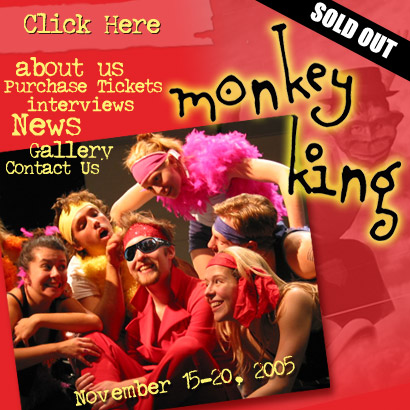 Click Here
SOLD OUT
about us
Purchase Tickets
interviews
News
Gallery
Contact Us
monkey
king
November 15-20, 2005